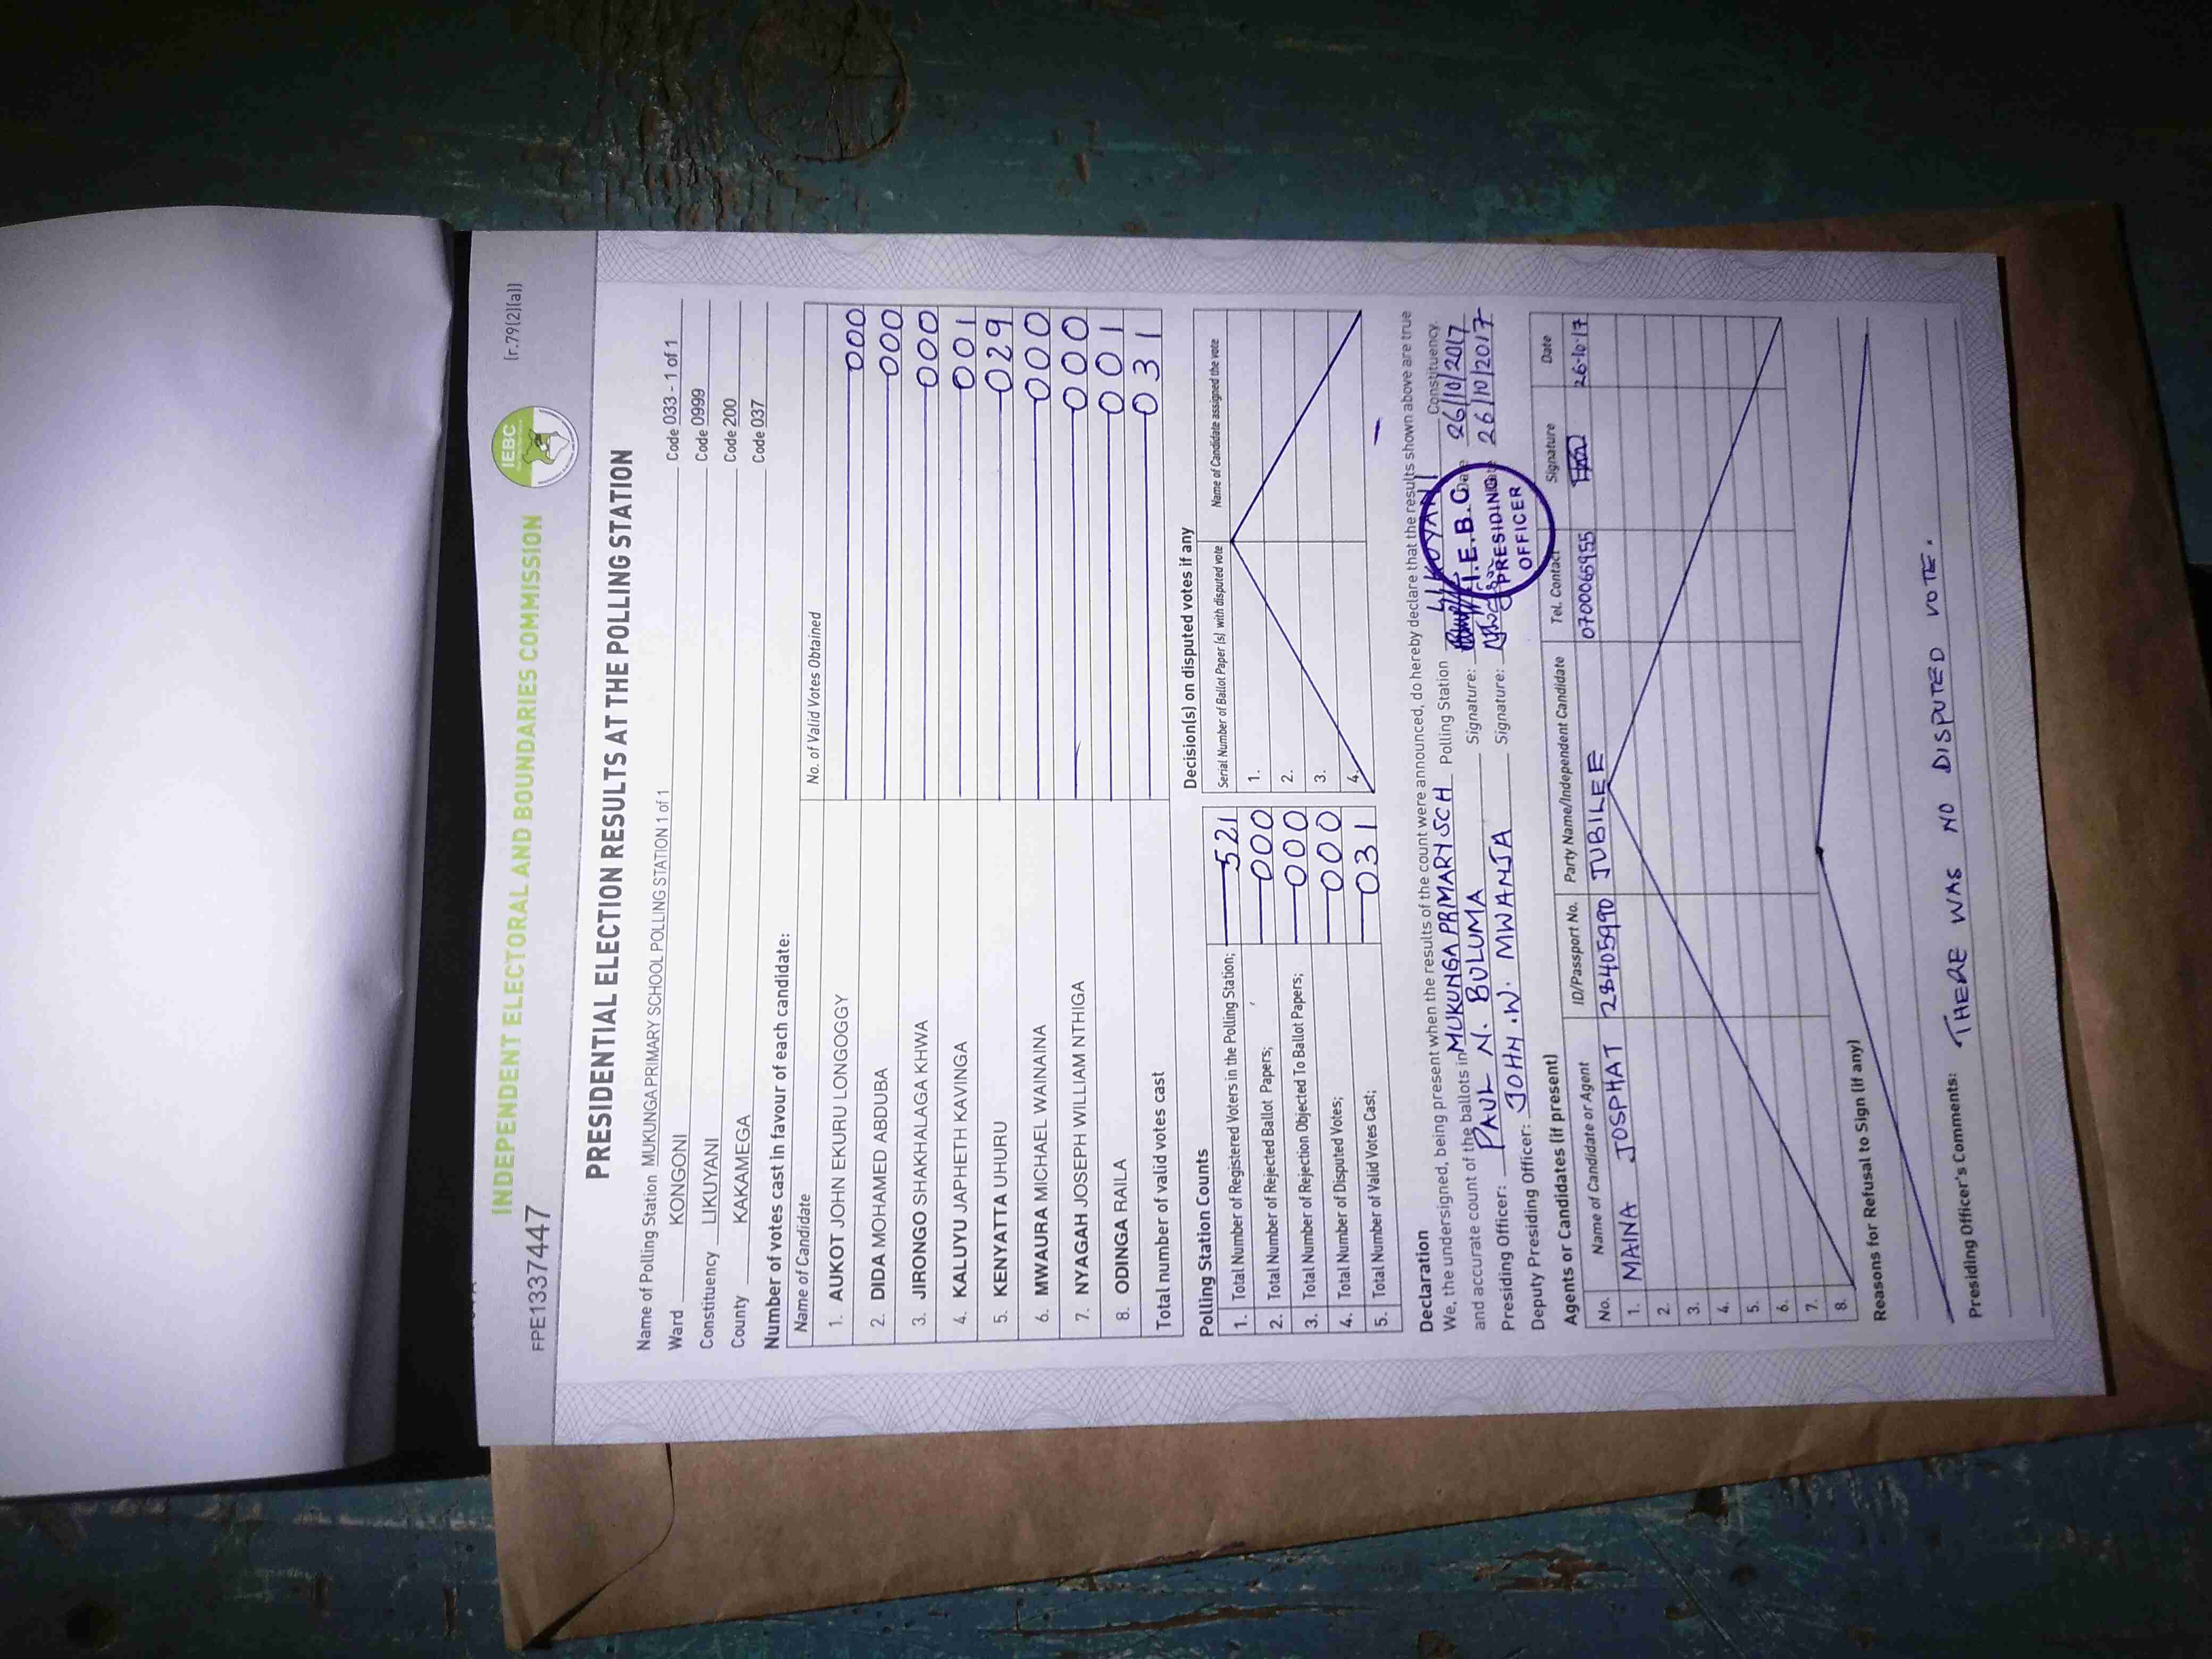 INDEPENDENT ELECTORAL AND BOUNDARIES COMMISSION
IEBC
(r.79(2)(a))
FPE1337447
PRESIDENTIAL ELECTION RESULTS AT THE POLLING STATION
Name of Polling Station MUKUNGA PRIMARY SCHOOL POLLING STATION 1 of 1 Code 033 - 1 of 1
Ward KONGONI Code 0999
Constituency LIKUYANI Code 200
County KAKAMEGA Code 037
Number of votes cast in favour of each candidate:
Name of Candidate No. of Valid Votes Obtained
1. AUKOT JOHN EKURU LONGOGGY 000
2. DIDA MOHAMED ABDUBA 000
3. JIRONGO SHAKHALAGA KHWA 000
4. KALUYU JAPHETH KAVINGA 001
5. KENYATTA UHURU 029
6. MWAURA MICHAEL WAINAINA 000
7. NYAGAH JOSEPH WILLIAM NTHIGA 000
8. ODINGA RAILA 001
Total number of valid votes cast 031
Polling Station Counts
1. Total Number of Registered Voters in the Polling Station; 521
2. Total Number of Rejected Ballot Papers; 000
3. Total Number of Rejection Objected To Ballot Papers; 000
4. Total Number of Disputed Votes; 000
5. Total Number of Valid Votes Cast; 031
Decision(s) on disputed votes if any
Serial Number of Ballot Paper (s) with disputed vote Name of Candidate assigned the vote
1.
2.
3.
4.
Declaration
We, the undersigned, being present when the results of the count were announced, do hereby declare that the results shown above are true
and accurate count of the ballots in MUKUNGA PRIMARY SCH Polling Station LIKUYANI Constituency.
Presiding Officer: PAUL N. BULUMA Signature: Date 26/10/2017
Deputy Presiding Officer: JOHN .W. MWANJA Signature: 26/10/2017
I.E.B.C
PRESIDING
OFFICER
Agents or Candidates (if present)
No. Name of Candidate or Agent ID/Passport No. Party Name/Independent Candidate Tel. Contact Signature Date
1. MAINA JOSPHAT 28405990 JUBILEE 0700065955 26-10-17
2.
3.
4.
5.
6.
7.
8.
Reasons for Refusal to Sign (if any)
Presiding Officer's Comments: THERE WAS NO DISPUTED VOTE.